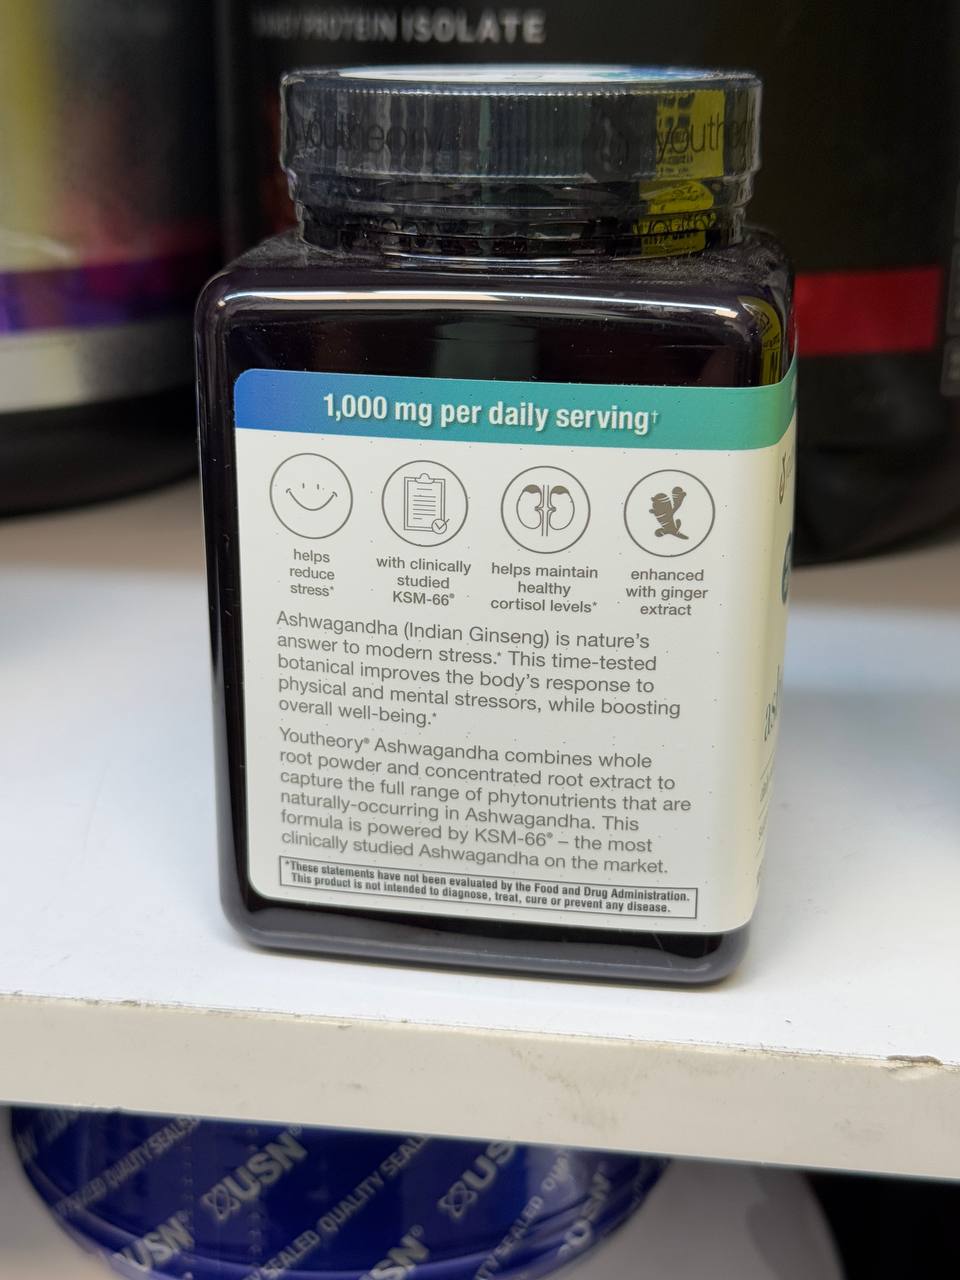 PROTEIN ISOLATE
youtheory
youtheory
1,000 mg per daily serving†
helps
reduce
stress*
with clinically
studied
KSM-66®
helps maintain
healthy
cortisol levels*
enhanced
with ginger
extract
Ashwagandha (Indian Ginseng) is nature's
answer to modern stress.* This time-tested
botanical improves the body's response to
physical and mental stressors, while boosting
overall well-being.*
Youtheory® Ashwagandha combines whole
root powder and concentrated root extract to
capture the full range of phytonutrients that are
naturally-occurring in Ashwagandha. This
formula is powered by KSM-66® – the most
clinically studied Ashwagandha on the market.
*These statements have not been evaluated by the Food and Drug Administration.
This product is not intended to diagnose, treat, cure or prevent any disease.
QUALITY SEALED
USN®
QUALITY SEALED
USN
SEALED
USN